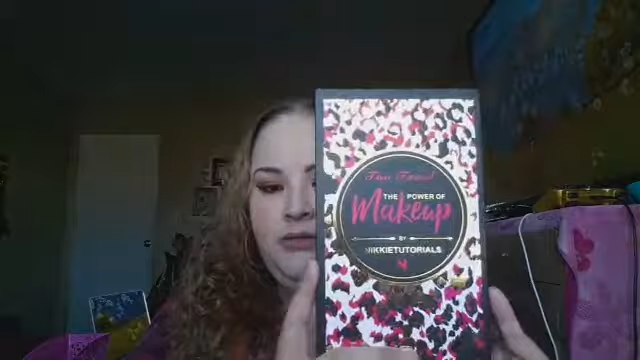 Too Faced
THE POWER OF
Makeup
BY
NIKKIETUTORIALS